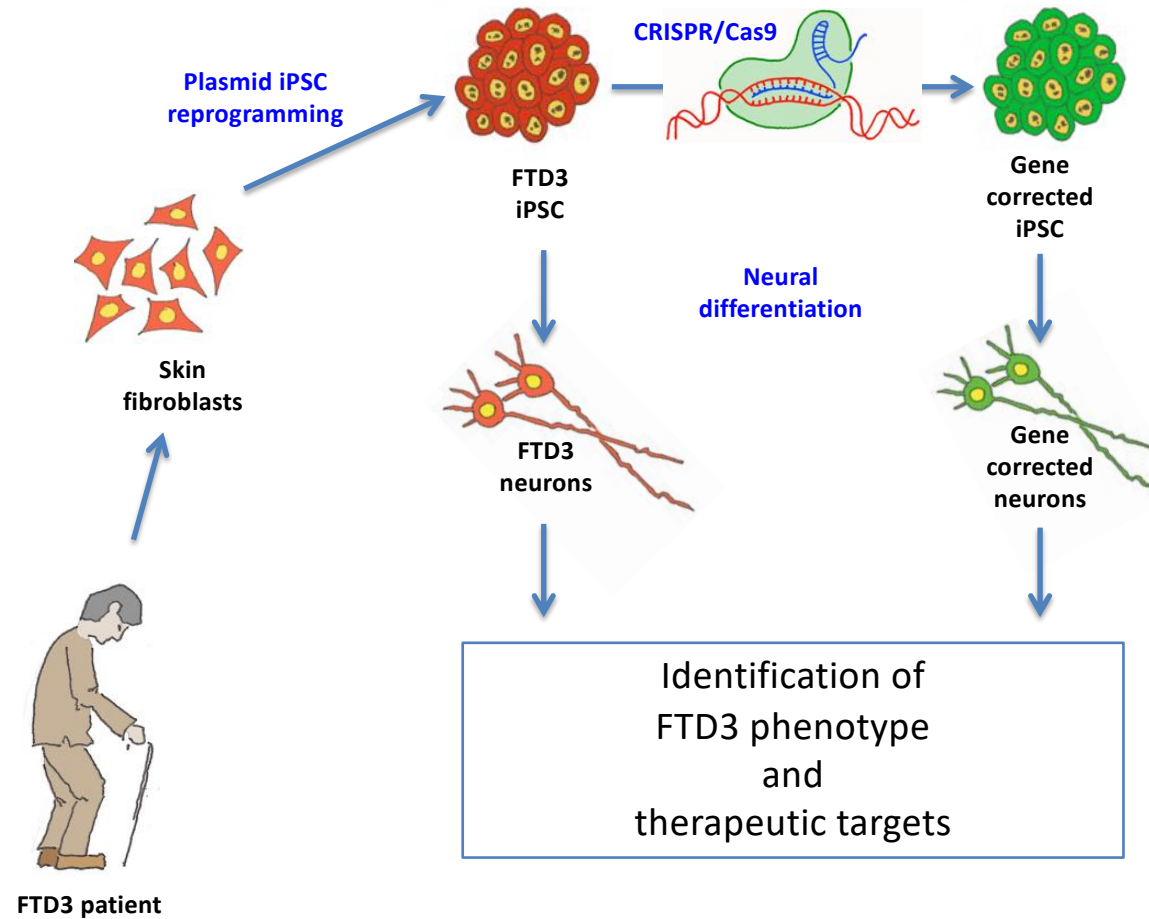 CRISPR/Cas9
Plasmid iPSC
reprogramming
FTD3
iPSC
Gene
corrected
iPSC
Neural
differentiation
Skin
fibroblasts
FTD3
neurons
Gene
corrected
neurons
Identification of
FTD3 phenotype
and
therapeutic targets
FTD3 patient